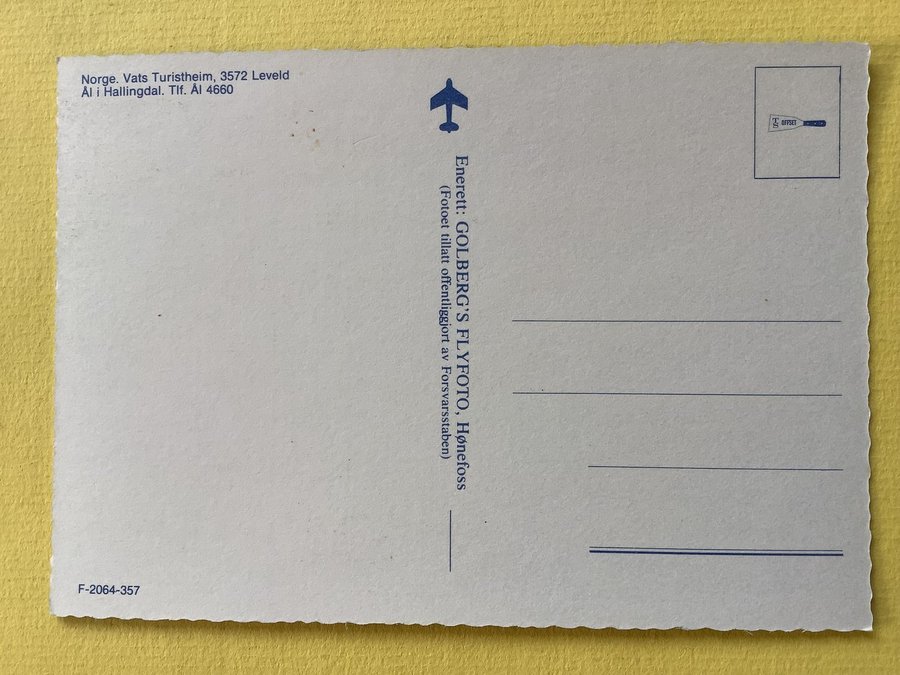 Norge. Vats Turistheim, 3572 Leveld
Ål i Hallingdal. Tlf. Ål 4660
Enerett: GOLBERG'S FLYFOTO, Hønefoss
(Fotoet tillatt offentliggjort av Forsvarsstaben)
OFFSET
F-2064-357